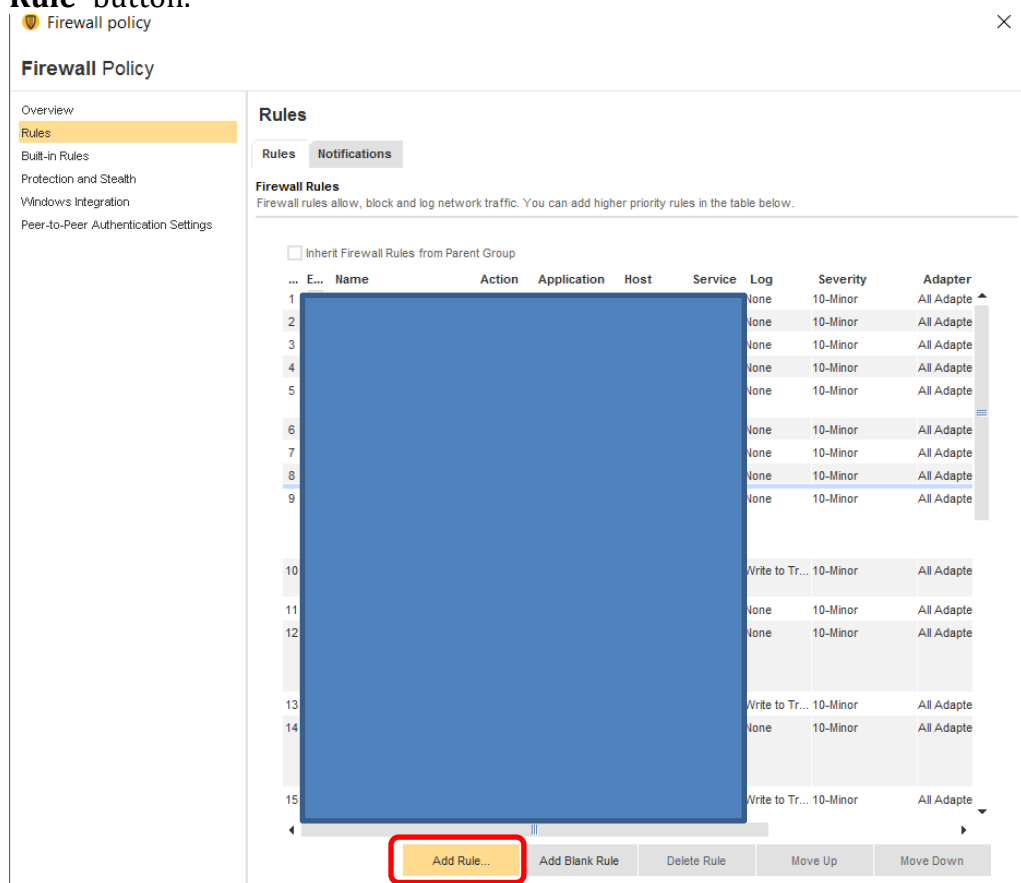 Rule" button.
Firewall policy
Firewall Policy
Overview
Rules
Built-in Rules
Protection and Stealth
Windows Integration
Peer-to-Peer Authentication Settings
Rules
Rules Notifications
Firewall Rules
Firewall rules allow, block and log network traffic. You can add higher priority rules in the table below.
Inherit Firewall Rules from Parent Group
... E... Name Action Application Host Service Log Severity Adapter
1 None 10-Minor All Adapte
2 None 10-Minor All Adapte
3 None 10-Minor All Adapte
4 None 10-Minor All Adapte
5 None 10-Minor All Adapte
6 None 10-Minor All Adapte
7 None 10-Minor All Adapte
8 None 10-Minor All Adapte
9 None 10-Minor All Adapte
10 Write to Tr... 10-Minor All Adapte
11 None 10-Minor All Adapte
12 None 10-Minor All Adapte
13 Write to Tr... 10-Minor All Adapte
14 None 10-Minor All Adapte
15 Write to Tr... 10-Minor All Adapte
Add Rule... Add Blank Rule Delete Rule Move Up Move Down